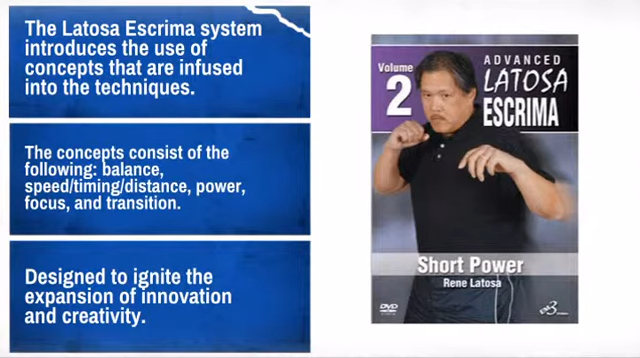 The Latosa Escrima system
introduces the use of
concepts that are infused
into the techniques.
The concepts consist of the
following: balance,
speed/timing/distance, power,
focus, and transition.
Designed to ignite the
expansion of innovation
and creativity.
Volume
2
ADVANCED
LATOSA
ESCRIMA
Short Power
Rene Latosa
DVD